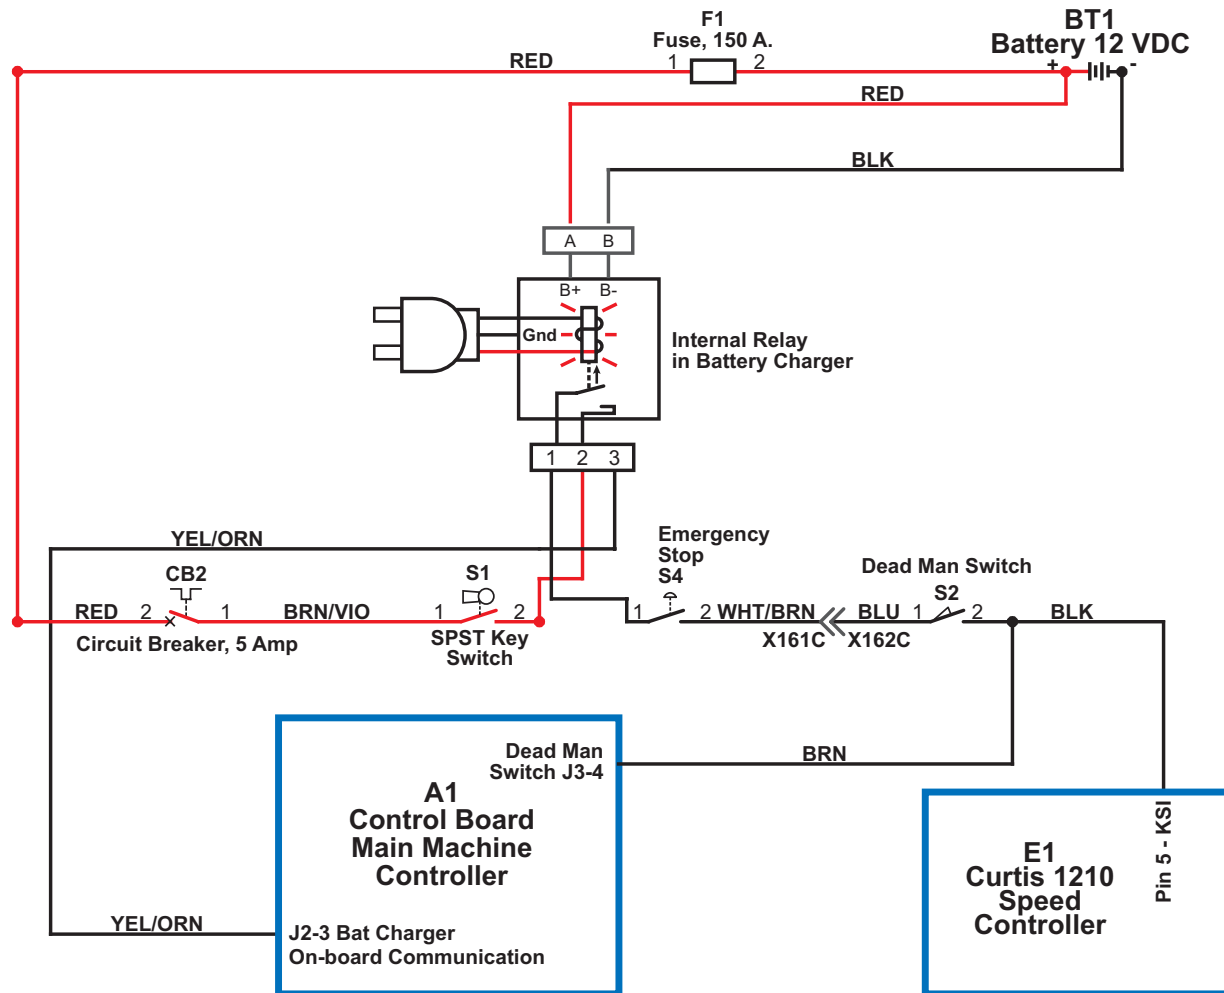 F1
Fuse, 150 A.
BT1
Battery 12 VDC
RED
1
2
+
-
RED
BLK
A B
B+ B-
Gnd
Internal Relay
in Battery Charger
1 2 3
YEL/ORN
Emergency
Stop
S4
CB2
S1
Dead Man Switch
S2
RED 2 1 BRN/VIO 1 2
1 2 WHT/BRN BLU 1 2 BLK
Circuit Breaker, 5 Amp
SPST Key
Switch
X161C X162C
Dead Man
Switch J3-4
BRN
A1
Control Board
Main Machine
Controller
Pin 5 - KSI
E1
Curtis 1210
Speed
Controller
YEL/ORN
J2-3 Bat Charger
On-board Communication